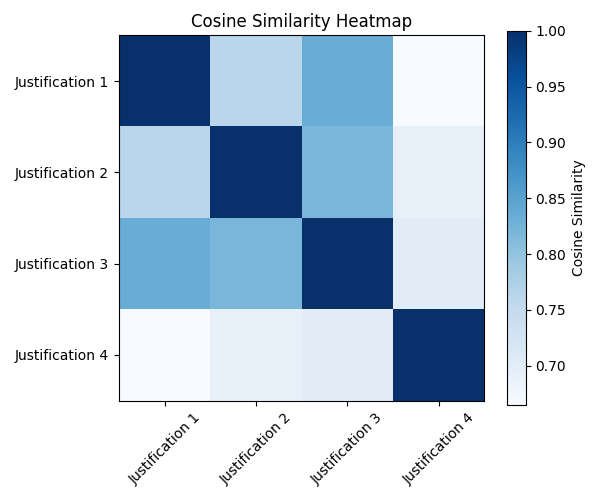 Cosine Similarity Heatmap
Justification 1
Justification 2
Justification 3
Justification 4
Justification 1
Justification 2
Justification 3
Justification 4
1.00
0.95
0.90
0.85
0.80
0.75
0.70
Cosine Similarity